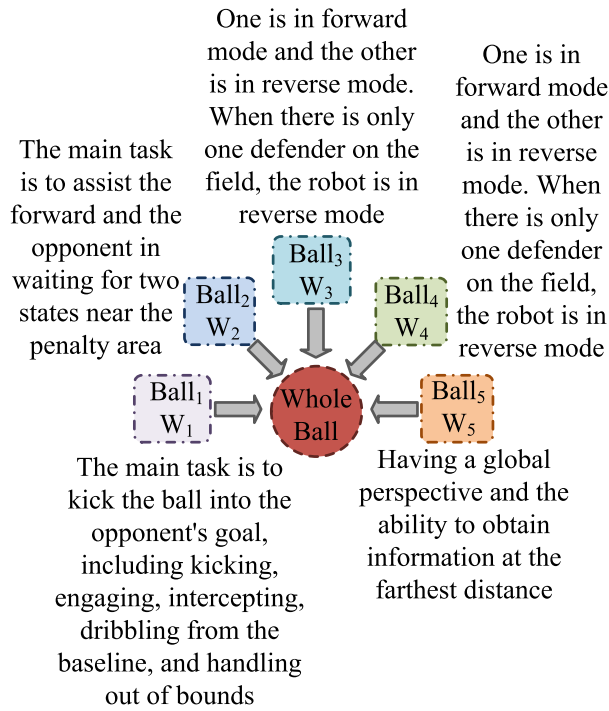 One is in forward
mode and the other
is in reverse mode.
When there is only
one defender on the
field, the robot is in
reverse mode
One is in
forward mode
and the other
is in reverse
mode. When
there is only
one defender
on the field,
the robot is in
reverse mode
The main task
is to assist the
forward and the
opponent in
waiting for two
states near the
penalty area
Ball3
W3
Ball2
W2
Ball4
W4
Ball1
W1
Whole
Ball
Ball5
W5
The main task is to
kick the ball into the
opponent's goal,
including kicking,
engaging, intercepting,
dribbling from the
baseline, and handling
out of bounds
Having a global
perspective and the
ability to obtain
information at the
farthest distance